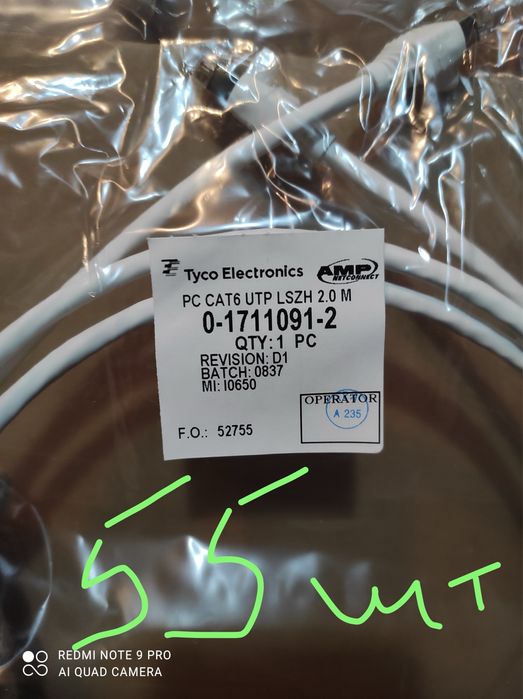 Tyco Electronics AMP NETCONNECT
PC CAT6 UTP LSZH 2.0 M
0-1711091-2
QTY: 1 PC
REVISION: D1
BATCH: 0837
MI: I0650
OPERATOR
A 235
F.O.: 52755
55 шт
REDMI NOTE 9 PRO
AI QUAD CAMERA